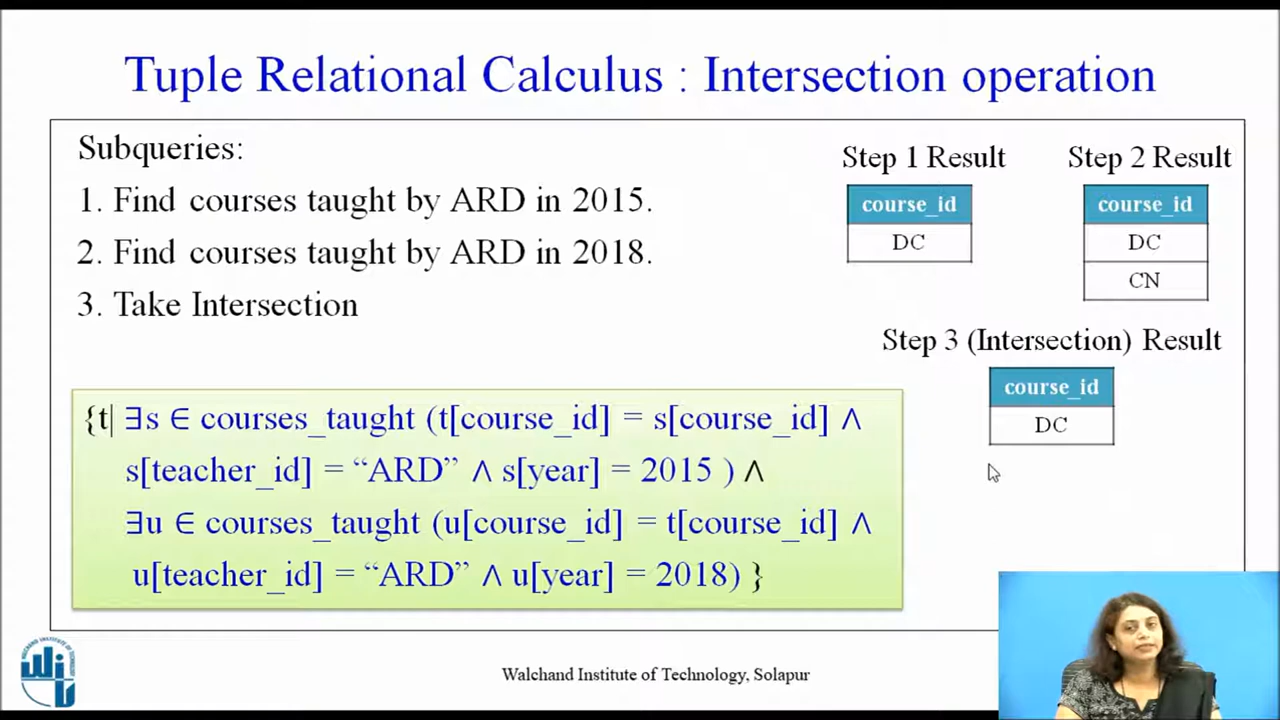 Tuple Relational Calculus : Intersection operation
Subqueries:
1. Find courses taught by ARD in 2015.
2. Find courses taught by ARD in 2018.
3. Take Intersection
Step 1 Result
course_id
DC
Step 2 Result
course_id
DC
CN
Step 3 (Intersection) Result
course_id
DC
{t| ∃s ∈ courses_taught (t[course_id] = s[course_id] ∧
s[teacher_id] = “ARD” ∧ s[year] = 2015 ) ∧
∃u ∈ courses_taught (u[course_id] = t[course_id] ∧
u[teacher_id] = “ARD” ∧ u[year] = 2018) }
Walchand Institute of Technology, Solapur